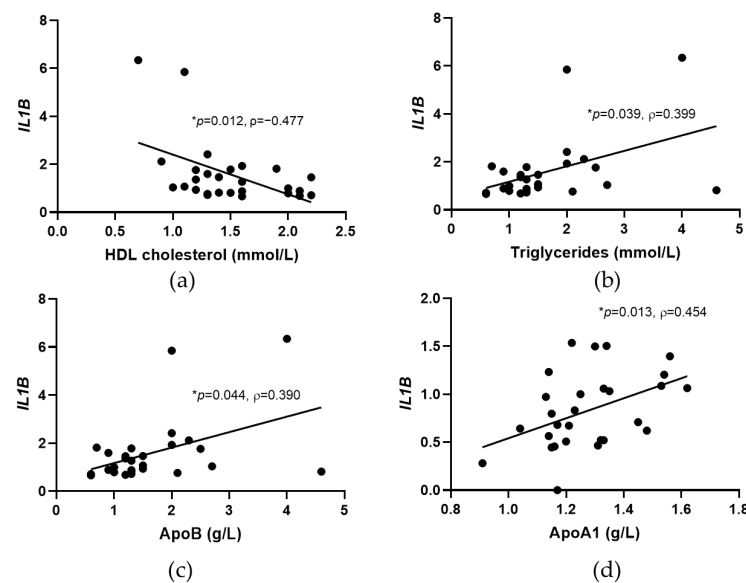 8
6
4
2
0
IL1B
*p=0.012, ρ=−0.477
0.0 0.5 1.0 1.5 2.0 2.5
HDL cholesterol (mmol/L)
(a)
8
6
4
2
0
IL1B
*p=0.039, ρ=0.399
0 1 2 3 4 5
Triglycerides (mmol/L)
(b)
8
6
4
2
0
IL1B
*p=0.044, ρ=0.390
0 1 2 3 4 5
ApoB (g/L)
(c)
2.0
1.5
1.0
0.5
0.0
IL1B
*p=0.013, ρ=0.454
0.8 1.0 1.2 1.4 1.6 1.8
ApoA1 (g/L)
(d)